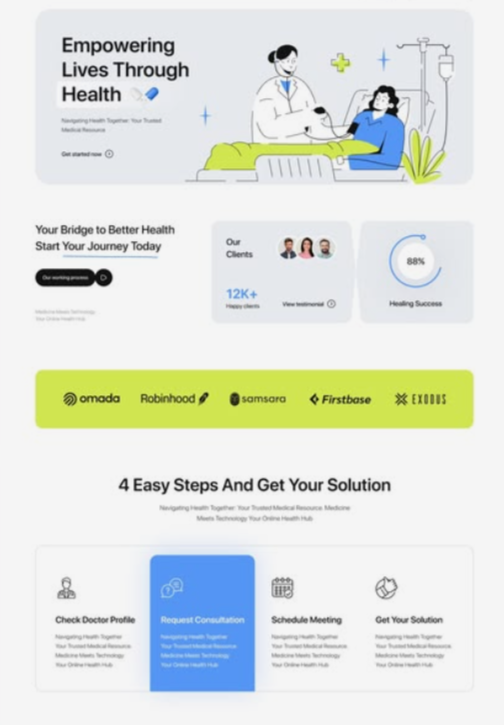 Empowering
Lives Through
Health
Navigating Health Together: Your Trusted
Medical Resource
Get started now
Your Bridge to Better Health
Start Your Journey Today
Our working process
Medicine Meets Technology
Your Online Health Hub
Our
Clients
12K+
Happy clients
View testimonial
88%
Healing Success
omada
Robinhood
samsara
Firstbase
EXODUS
4 Easy Steps And Get Your Solution
Navigating Health Together: Your Trusted Medical Resource. Medicine
Meets Technology Your Online Health Hub
Check Doctor Profile
Navigating Health Together
Your Trusted Medical Resource.
Medicine Meets Technology
Your Online Health Hub
Request Consultation
Navigating Health Together
Your Trusted Medical Resource.
Medicine Meets Technology
Your Online Health Hub
Schedule Meeting
Navigating Health Together
Your Trusted Medical Resource.
Medicine Meets Technology
Your Online Health Hub
Get Your Solution
Navigating Health Together
Your Trusted Medical Resource.
Medicine Meets Technology
Your Online Health Hub